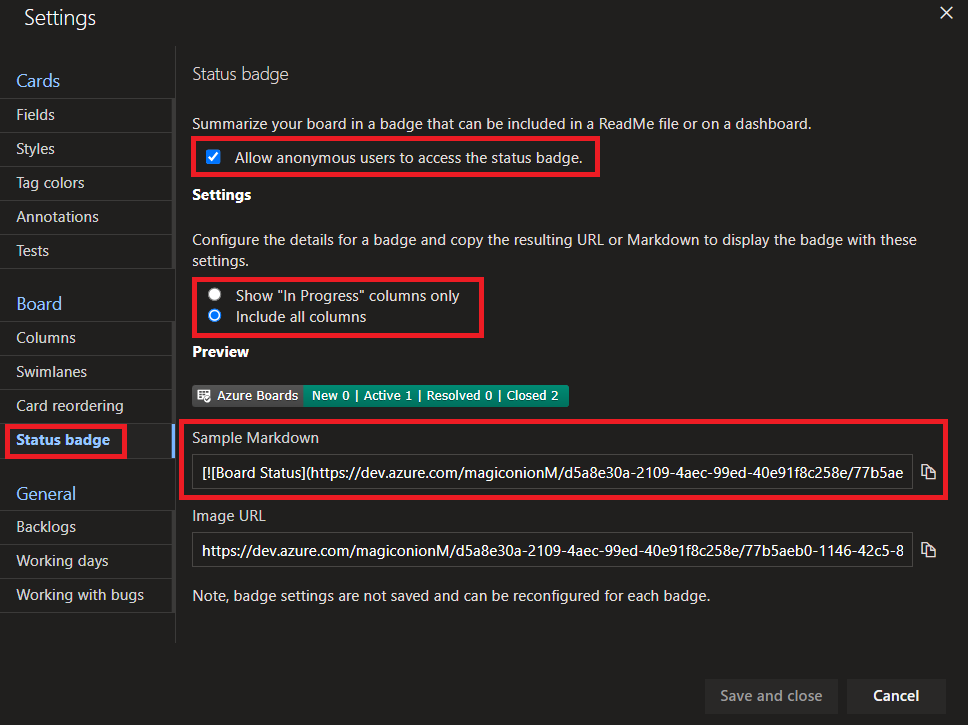 Settings
Cards
Fields
Styles
Tag colors
Annotations
Tests
Board
Columns
Swimlanes
Card reordering
Status badge
General
Backlogs
Working days
Working with bugs
Status badge
Summarize your board in a badge that can be included in a ReadMe file or on a dashboard.
Allow anonymous users to access the status badge.
Settings
Configure the details for a badge and copy the resulting URL or Markdown to display the badge with these
settings.
Show "In Progress" columns only
Include all columns
Preview
Azure Boards New 0 | Active 1 | Resolved 0 | Closed 2
Sample Markdown
[![Board Status](https://dev.azure.com/magiconionM/d5a8e30a-2109-4aec-99ed-40e91f8c258e/77b5ae
Image URL
https://dev.azure.com/magiconionM/d5a8e30a-2109-4aec-99ed-40e91f8c258e/77b5aeb0-1146-42c5-8
Note, badge settings are not saved and can be reconfigured for each badge.
Save and close
Cancel